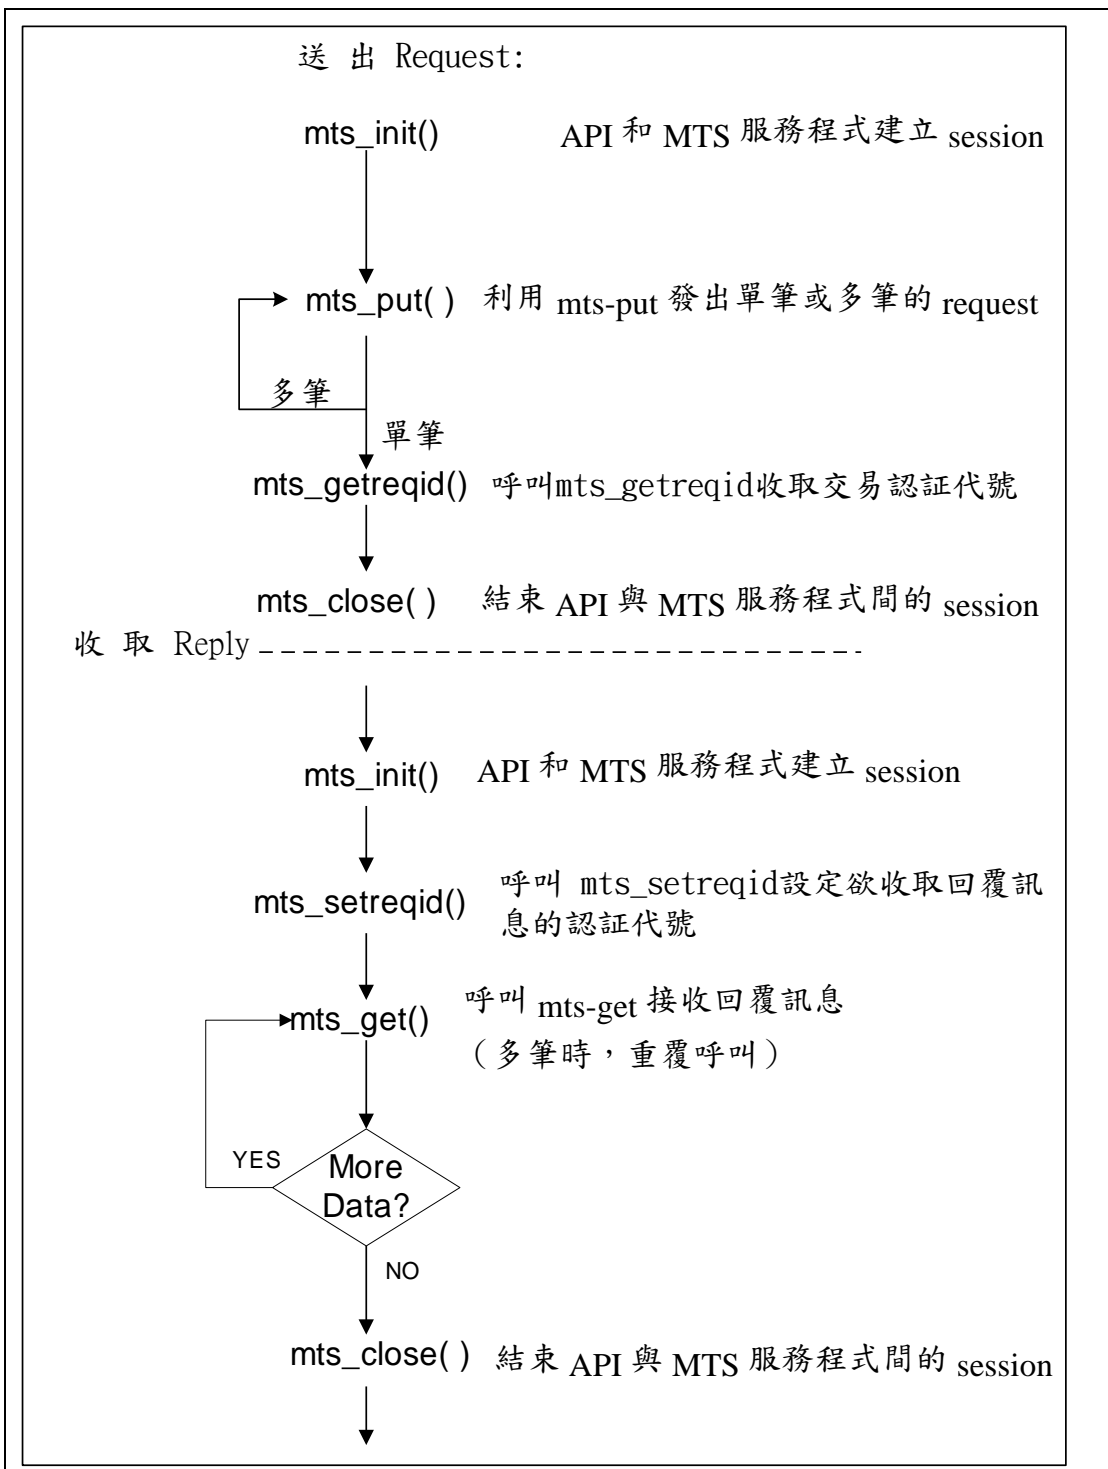 送 出 Request:
mts_init() API 和 MTS 服務程式建立 session
mts_put( ) 利用 mts-put 發出單筆或多筆的 request
多筆
單筆
mts_getreqid() 呼叫mts_getreqid收取交易認証代號
mts_close( ) 結束 API 與 MTS 服務程式間的 session
收 取 Reply
mts_init() API 和 MTS 服務程式建立 session
mts_setreqid() 呼叫 mts_setreqid設定欲收取回覆訊
息的認証代號
mts_get() 呼叫 mts-get 接收回覆訊息
（多筆時，重覆呼叫）
YES
More
Data?
NO
mts_close( ) 結束 API 與 MTS 服務程式間的 session